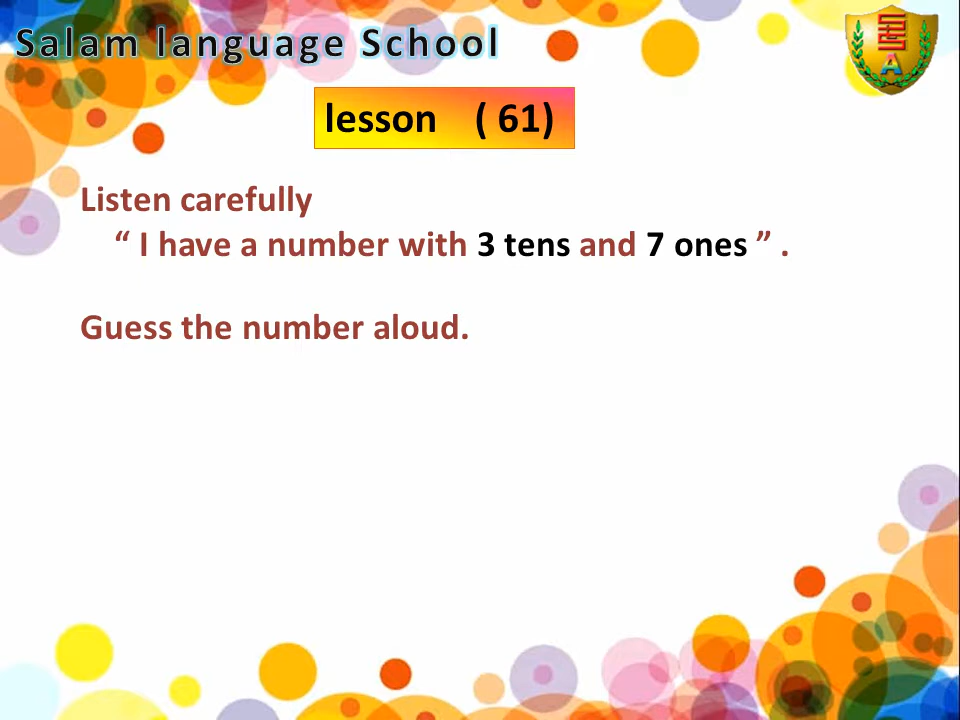 Salam language School
lesson ( 61)
Listen carefully
“ I have a number with 3 tens and 7 ones ” .
Guess the number aloud.